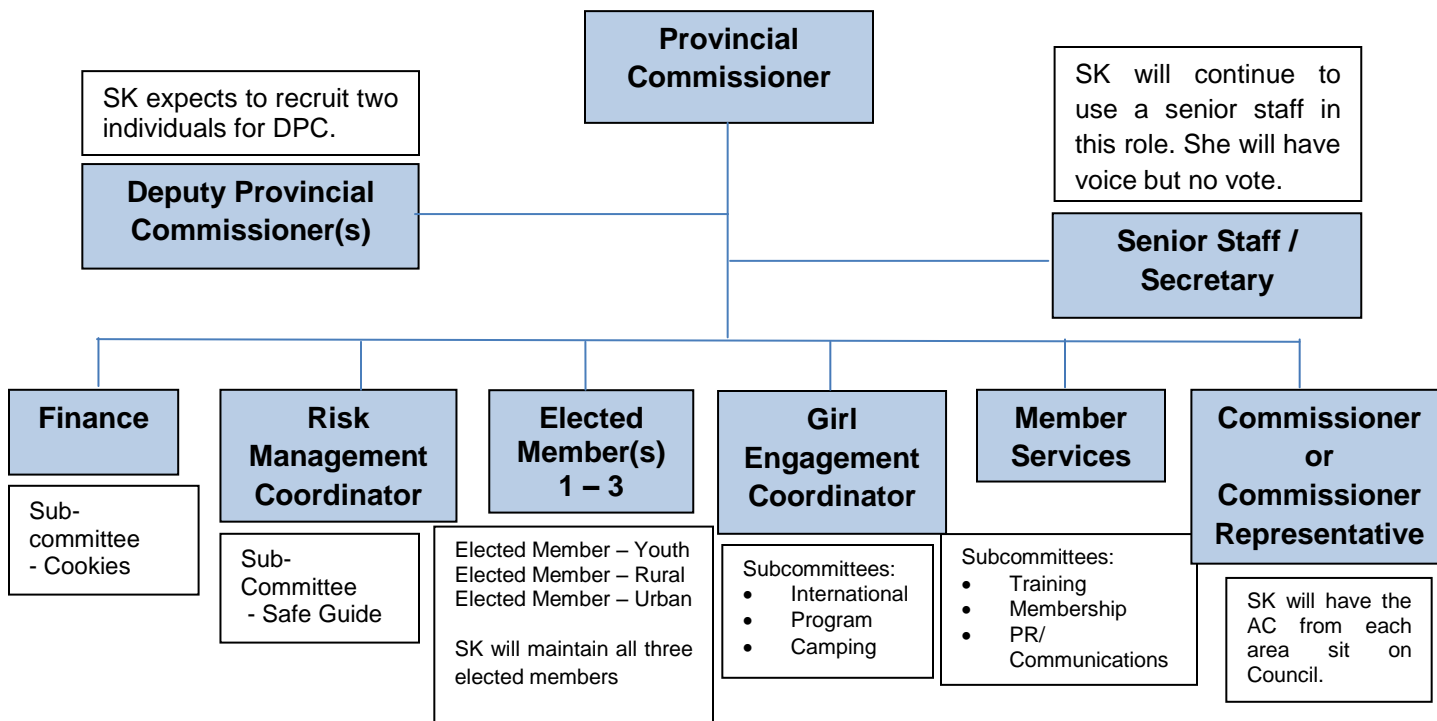 Provincial
Commissioner
SK expects to recruit two
individuals for DPC.
Deputy Provincial
Commissioner(s)
SK will continue to
use a senior staff in
this role. She will have
voice but no vote.
Senior Staff /
Secretary
Finance
Sub-
committee
- Cookies
Risk
Management
Coordinator
Sub-
Committee
- Safe Guide
Elected
Member(s)
1 – 3
Elected Member – Youth
Elected Member – Rural
Elected Member – Urban
SK will maintain all three
elected members
Girl
Engagement
Coordinator
Subcommittees:
• International
• Program
• Camping
Member
Services
Subcommittees:
• Training
• Membership
• PR/
Communications
Commissioner
or
Commissioner
Representative
SK will have the
AC from each
area sit on
Council.